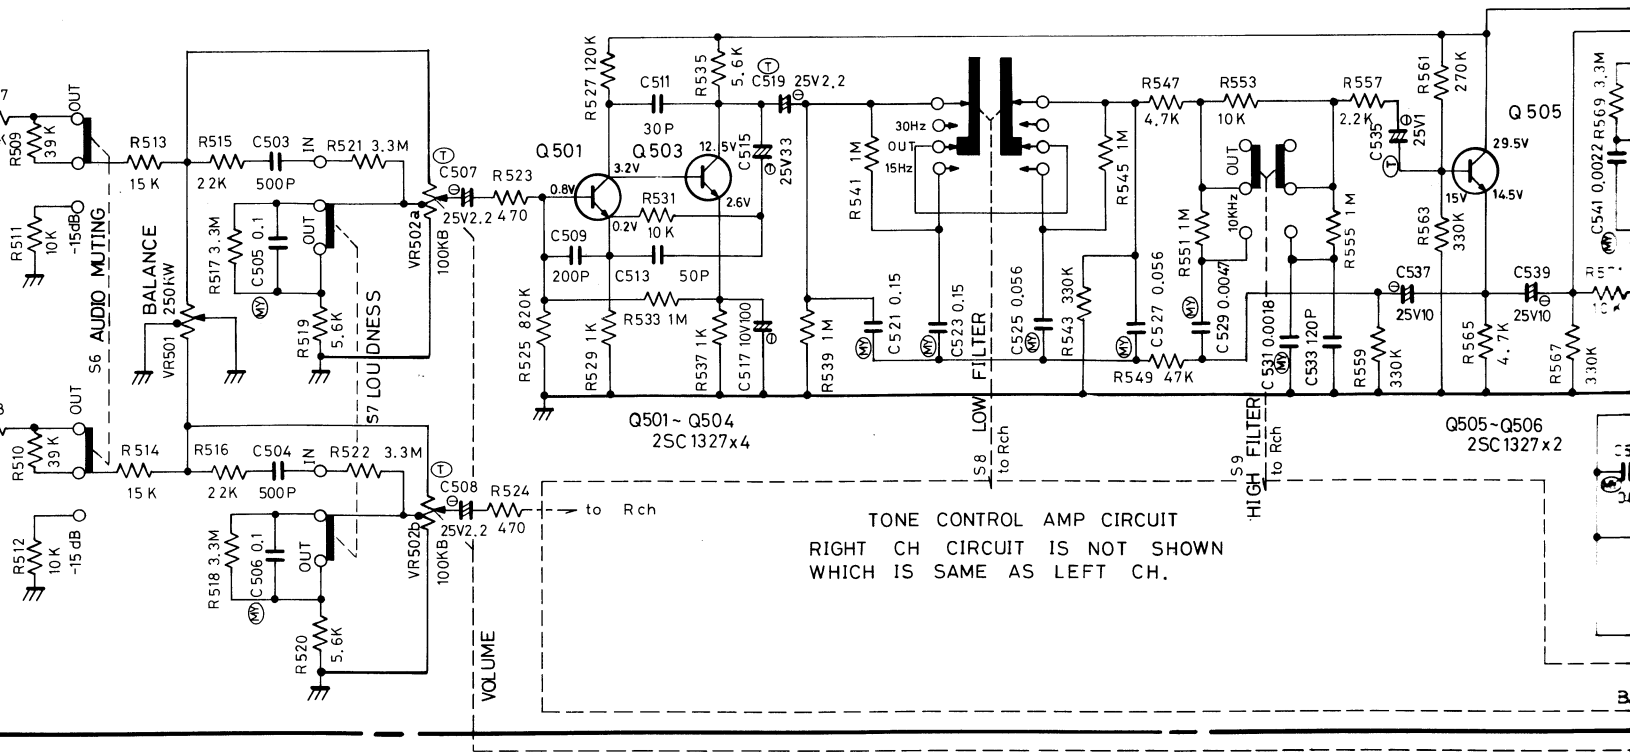 OUT
R509
39K
R513
15K
R515
22K
C503
500P
IN
R521 3.3M
R511
10K
-15dB
S6 AUDIO MUTING
BALANCE
250KW
VR501
R517 3.3M
C505 0.1
MY
OUT
R519
5.6K
S7 LOUDNESS
VR502a
100KB
T
C507
25V2.2
R523
470
Q501
0.8V
3.2V
0.2V
R527 120K
C511
30P
R535
5.6K
T
C519 25V2.2
Q503
12.5V
2.6V
C515
25V33
R531
10K
C509
200P
C513 50P
R533 1M
R525 820K
R529 1K
R537 1K
C517 10V100
R539 1M
R541 1M
30Hz
OUT
15Hz
MY
C521 0.15
MY
C523 0.15
MY
C525 0.056
R543 330K
R545 1M
MY
C527 0.056
R547
4.7K
R549 47K
R553
10K
R551 1M
MY
C529 0.0047
OUT
10KHz
C531 0.0018
MY
C533 120P
R555 1M
R557
2.2K
C535
25V1
T
R561
270K
R563
330K
Q505
29.5V
15V
14.5V
C537
25V10
R559
330K
R565
4.7K
C539
25V10
R567
330K
R569 3.3M
C541 0.0022
MY
Q501~Q504
2SC1327x4
S8 LOW FILTER
to Rch
S9
HIGH FILTER
to Rch
Q505~Q506
2SC1327x2
OUT
R510
39K
R514
15K
R516
22K
C504
500P
IN
R522 3.3M
R512
10K
-15dB
R518 3.3M
C506 0.1
MY
OUT
R520
5.6K
VR502b
100KB
T
C508
25V2.2
R524
470
to Rch
VOLUME
TONE CONTROL AMP CIRCUIT
RIGHT CH CIRCUIT IS NOT SHOWN
WHICH IS SAME AS LEFT CH.